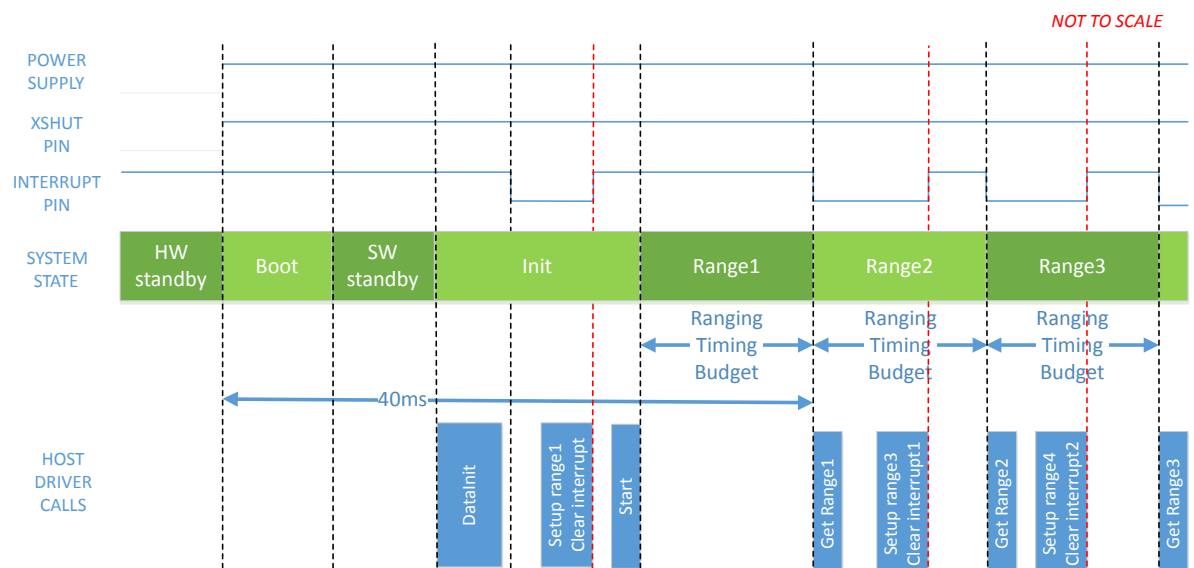 NOT TO SCALE
POWER
SUPPLY
XSHUT
PIN
INTERRUPT
PIN
SYSTEM
STATE
HW
standby
Boot
SW
standby
Init
Range1
Range2
Range3
Ranging
Timing
Budget
Ranging
Timing
Budget
Ranging
Timing
Budget
40ms
HOST
DRIVER
CALLS
DataInit
Setup range1
Clear interrupt
Start
Get Range1
Setup range3
Clear interrupt1
Get Range2
Setup range4
Clear interrupt2
Get Range3